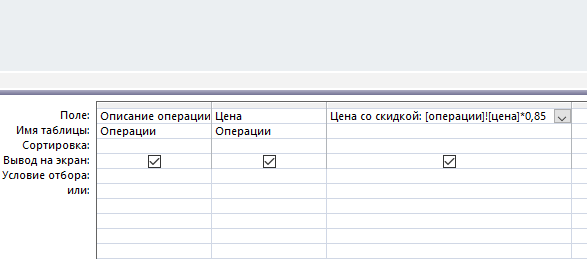 Поле: Описание операции Цена Цена со скидкой: [операции]![цена]*0,85
Имя таблицы: Операции Операции
Сортировка:
Вывод на экран:
Условие отбора:
или: